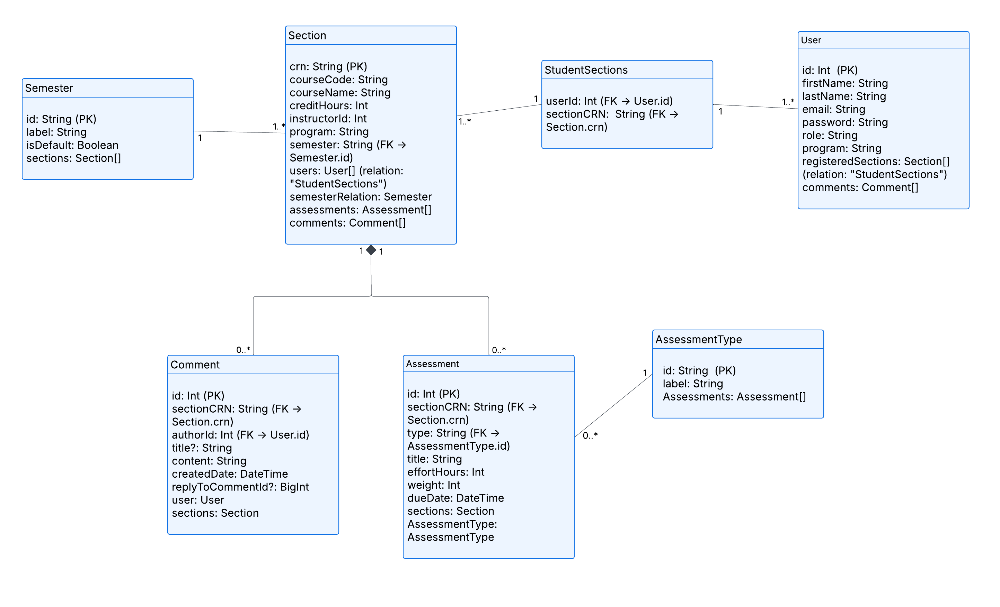 Semester
id: String (PK)
label: String
isDefault: Boolean
sections: Section[]
1
1..*
Section
crn: String (PK)
courseCode: String
courseName: String
creditHours: Int
instructorId: Int
program: String
semester: String (FK →
Semester.id)
users: User[] (relation:
"StudentSections")
semesterRelation: Semester
assessments: Assessment[]
comments: Comment[]
1..*
1
StudentSections
userId: Int (FK → User.id)
sectionCRN:  String (FK →
Section.crn)
1
1..*
User
id: Int  (PK)
firstName: String
lastName: String
email: String
password: String
role: String
program: String
registeredSections: Section[]
(relation: "StudentSections")
comments: Comment[]
1
1
0..*
0..*
Comment
id: Int (PK)
sectionCRN: String (FK →
Section.crn)
authorId: Int (FK → User.id)
title?: String
content: String
createdDate: DateTime
replyToCommentId?: BigInt
user: User
sections: Section
Assessment
id: Int (PK)
sectionCRN: String (FK →
Section.crn)
type: String (FK →
AssessmentType.id)
title: String
effortHours: Int
weight: Int
dueDate: DateTime
sections: Section
AssessmentType:
AssessmentType
0..*
1
AssessmentType
id: String  (PK)
label: String
Assessments: Assessment[]